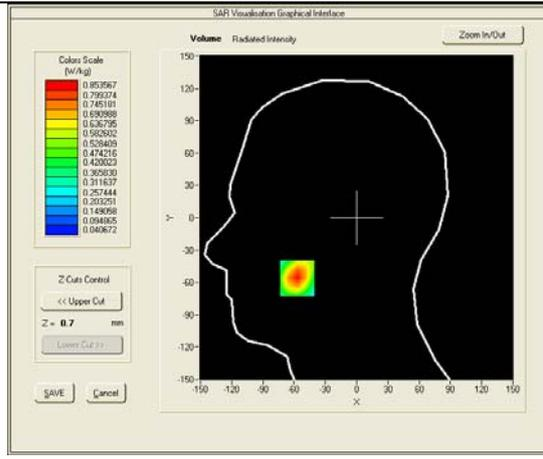 SAR Visualisation Graphical Interface
Volume Radiated Intensity
Zoom In/Out
Colors Scale
(W/kg)
0.853567
0.799374
0.745181
0.690988
0.636795
0.582602
0.528409
0.474216
0.420023
0.365830
0.311637
0.257444
0.203251
0.149058
0.094865
0.040672
Z Cuts Control
<< Upper Cut
Z = 0.7 mm
Lower Cut >>
SAVE Cancel
150
120
90
60
30
0
-30
-60
-90
-120
-150
Y
-150 -120 -90 -60 -30 0 30 60 90 120 150
X